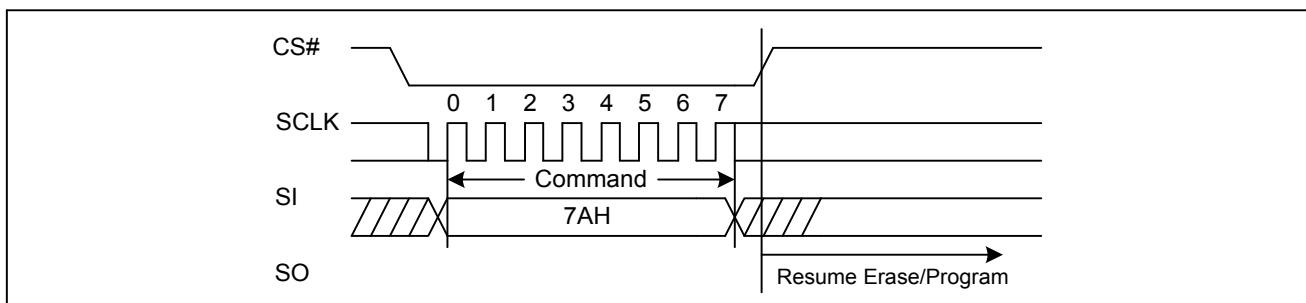 CS#
0 1 2 3 4 5 6 7
SCLK
Command
SI
7AH
SO
Resume Erase/Program